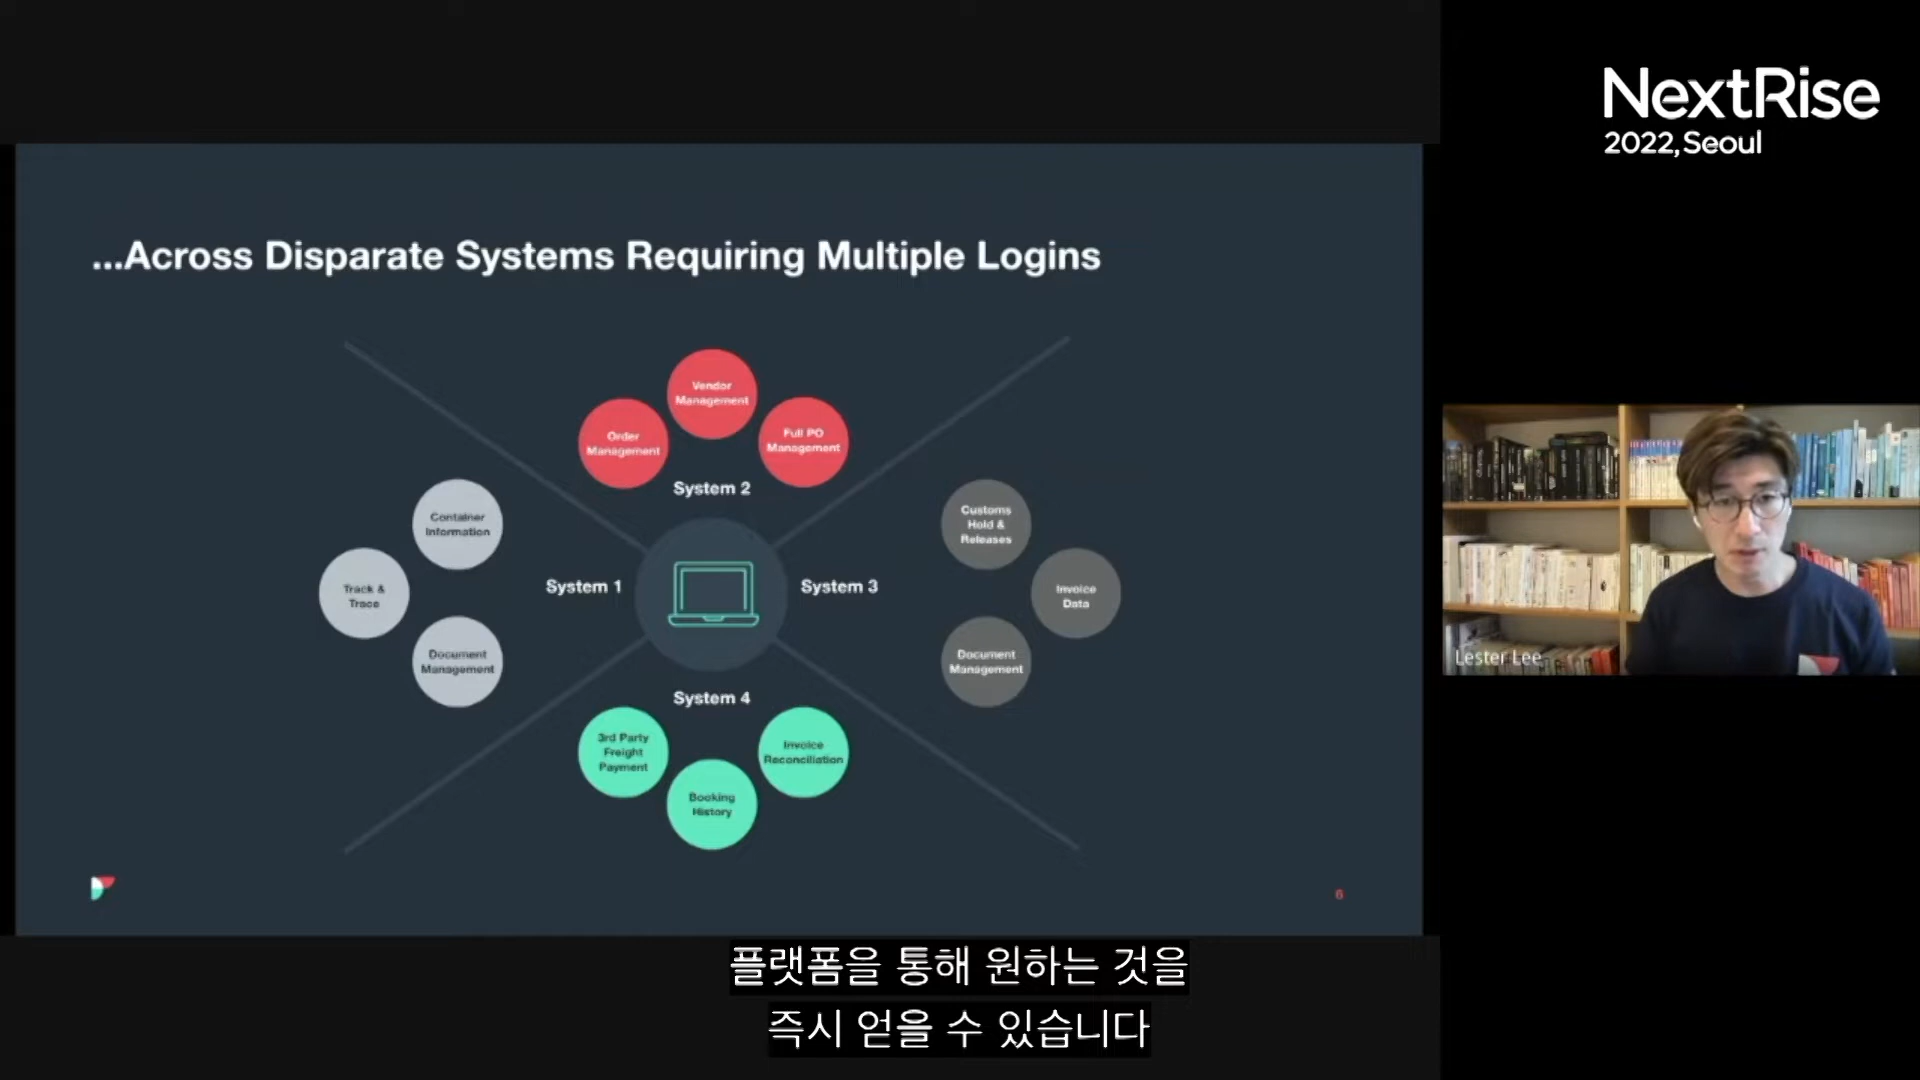 NextRise
2022, Seoul
...Across Disparate Systems Requiring Multiple Logins
Vendor
Management
Order
Management
Full PO
Management
System 2
Container
Information
Track &
Trace
Document
Management
System 1
System 3
Customs
Hold &
Releases
Invoice
Data
Document
Management
System 4
3rd Party
Freight
Payment
Invoice
Reconciliation
Booking
History
6
Lester Lee
플랫폼을 통해 원하는 것을
즉시 얻을 수 있습니다